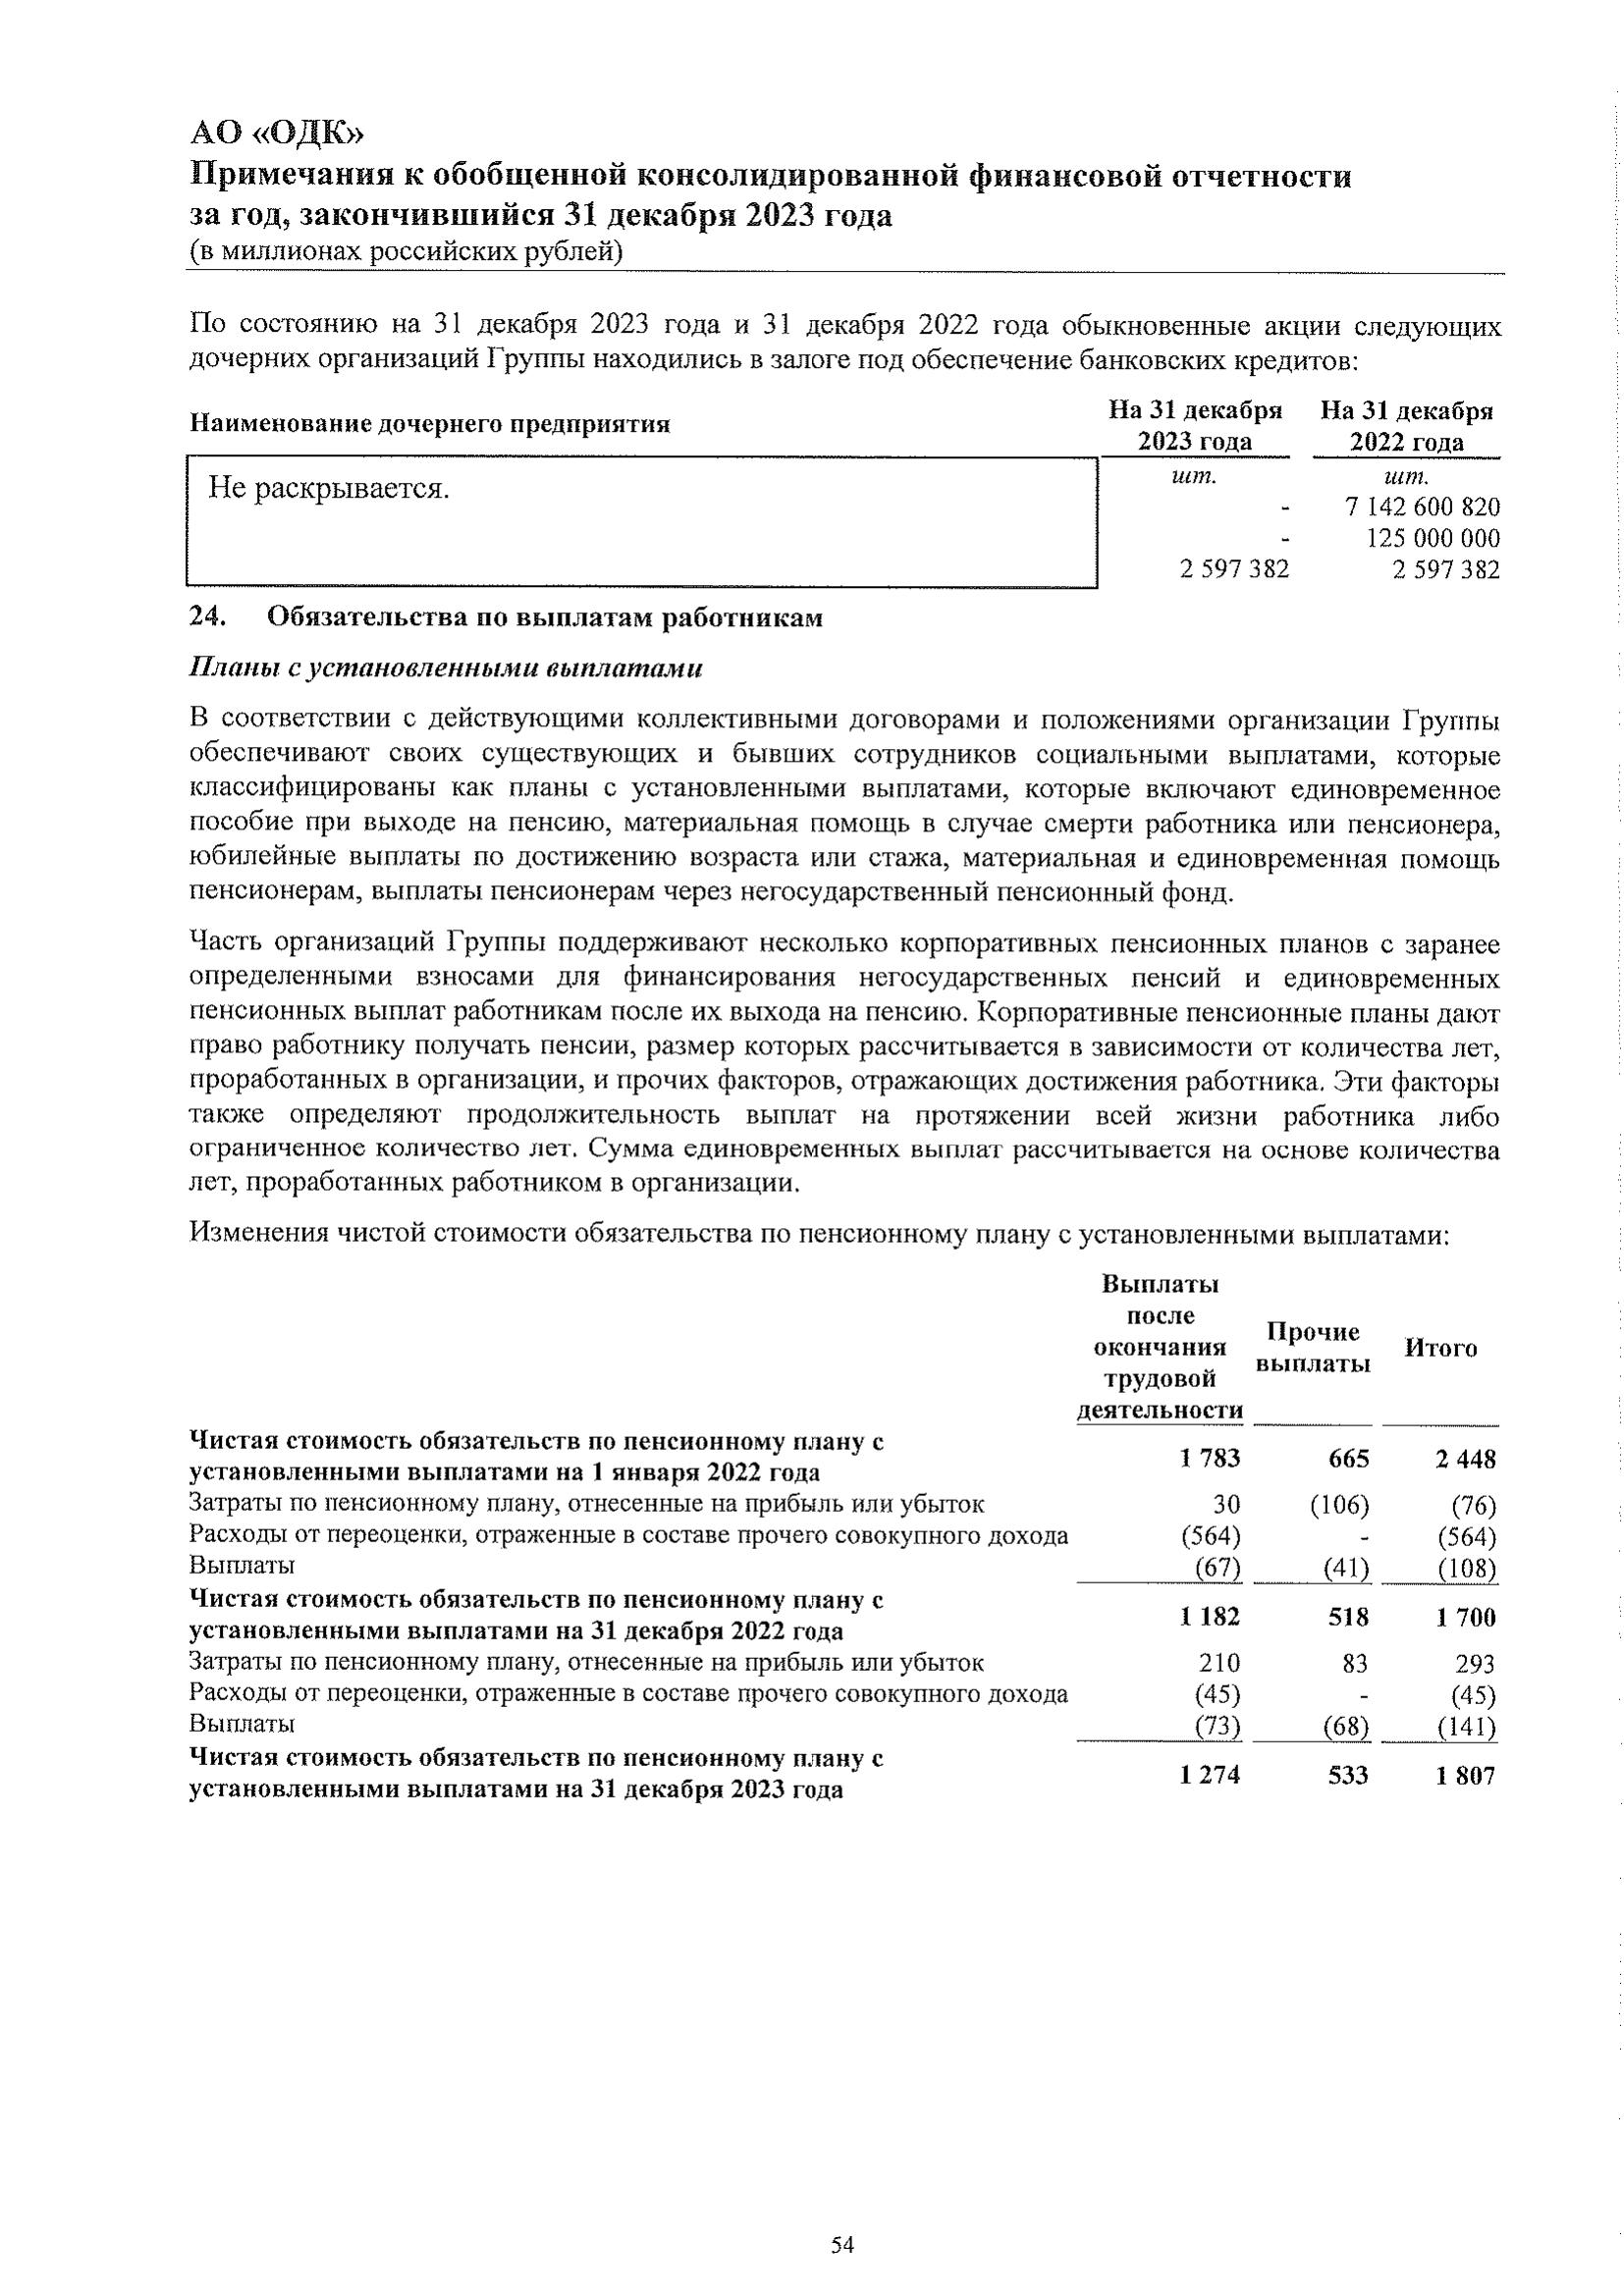 АО «ОДК»
Примечания к обобщенной консолидированной финансовой отчетности
за год, закончившийся 31 декабря 2023 года
(в миллионах российских рублей)
По состоянию на 31 декабря 2023 года и 31 декабря 2022 года обыкновенные акции следующих
дочерних организаций Группы находились в залоге под обеспечение банковских кредитов:
Наименование дочернего предприятия
На 31 декабря 2023 года
На 31 декабря 2022 года
шт. шт.
Не раскрывается.
- 7 142 600 820
- 125 000 000
2 597 382 2 597 382
24. Обязательства по выплатам работникам
Планы с установленными выплатами
В соответствии с действующими коллективными договорами и положениями организации Группы
обеспечивают своих существующих и бывших сотрудников социальными выплатами, которые
классифицированы как планы с установленными выплатами, которые включают единовременное
пособие при выходе на пенсию, материальная помощь в случае смерти работника или пенсионера,
юбилейные выплаты по достижению возраста или стажа, материальная и единовременная помощь
пенсионерам, выплаты пенсионерам через негосударственный пенсионный фонд.
Часть организаций Группы поддерживают несколько корпоративных пенсионных планов с заранее
определенными взносами для финансирования негосударственных пенсий и единовременных
пенсионных выплат работникам после их выхода на пенсию. Корпоративные пенсионные планы дают
право работнику получать пенсии, размер которых рассчитывается в зависимости от количества лет,
проработанных в организации, и прочих факторов, отражающих достижения работника. Эти факторы
также определяют продолжительность выплат на протяжении всей жизни работника либо
ограниченное количество лет. Сумма единовременных выплат рассчитывается на основе количества
лет, проработанных работником в организации.
Изменения чистой стоимости обязательства по пенсионному плану с установленными выплатами:
Выплаты
после
окончания
трудовой
деятельности
Прочие
выплаты
Итого
Чистая стоимость обязательств по пенсионному плану с
установленными выплатами на 1 января 2022 года 1 783 665 2 448
Затраты по пенсионному плану, отнесенные на прибыль или убыток 30 (106) (76)
Расходы от переоценки, отраженные в составе прочего совокупного дохода (564) - (564)
Выплаты (67) (41) (108)
Чистая стоимость обязательств по пенсионному плану с
установленными выплатами на 31 декабря 2022 года 1 182 518 1 700
Затраты по пенсионному плану, отнесенные на прибыль или убыток 210 83 293
Расходы от переоценки, отраженные в составе прочего совокупного дохода (45) - (45)
Выплаты (73) (68) (141)
Чистая стоимость обязательств по пенсионному плану с
установленными выплатами на 31 декабря 2023 года 1 274 533 1 807
54